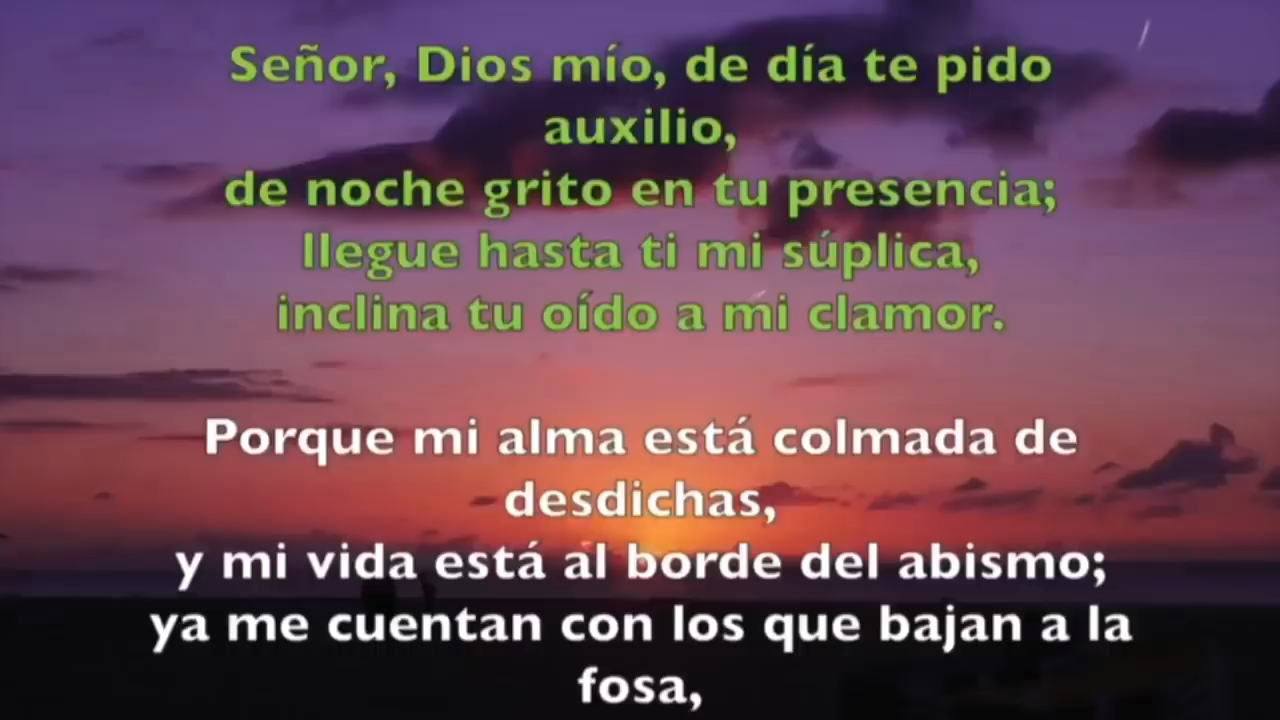 Señor, Dios mío, de día te pido
auxilio,
de noche grito en tu presencia;
llegue hasta ti mi súplica,
inclina tu oído a mi clamor.
Porque mi alma está colmada de
desdichas,
y mi vida está al borde del abismo;
ya me cuentan con los que bajan a la
fosa,